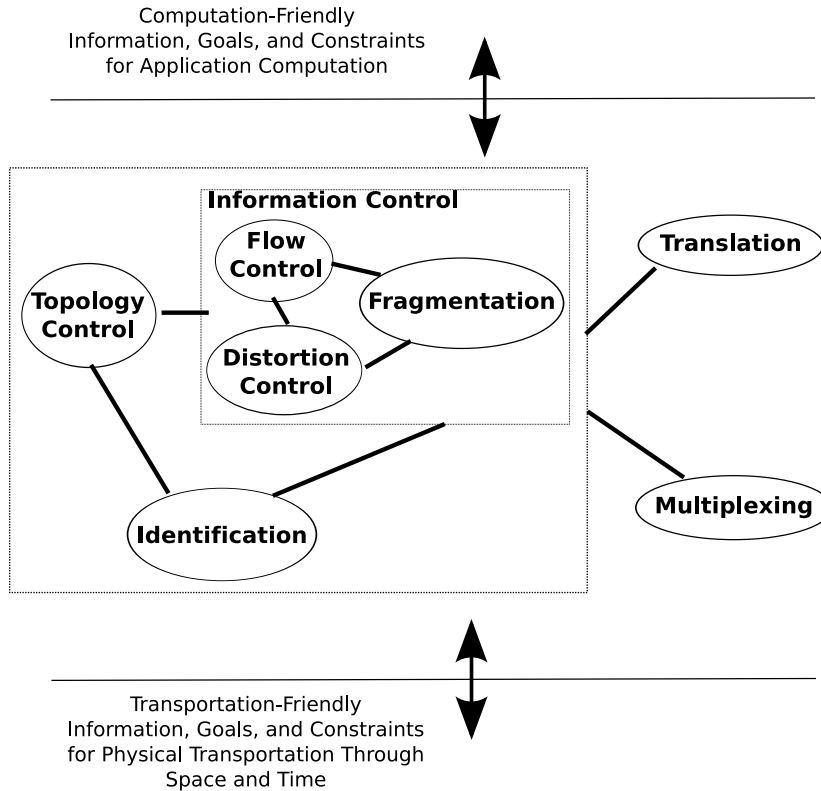 Computation-Friendly
Information, Goals, and Constraints
for Application Computation
Information Control
Flow
Control
Translation
Topology
Control
Fragmentation
Distortion
Control
Identification
Multiplexing
Transportation-Friendly
Information, Goals, and Constraints
for Physical Transportation Through
Space and Time